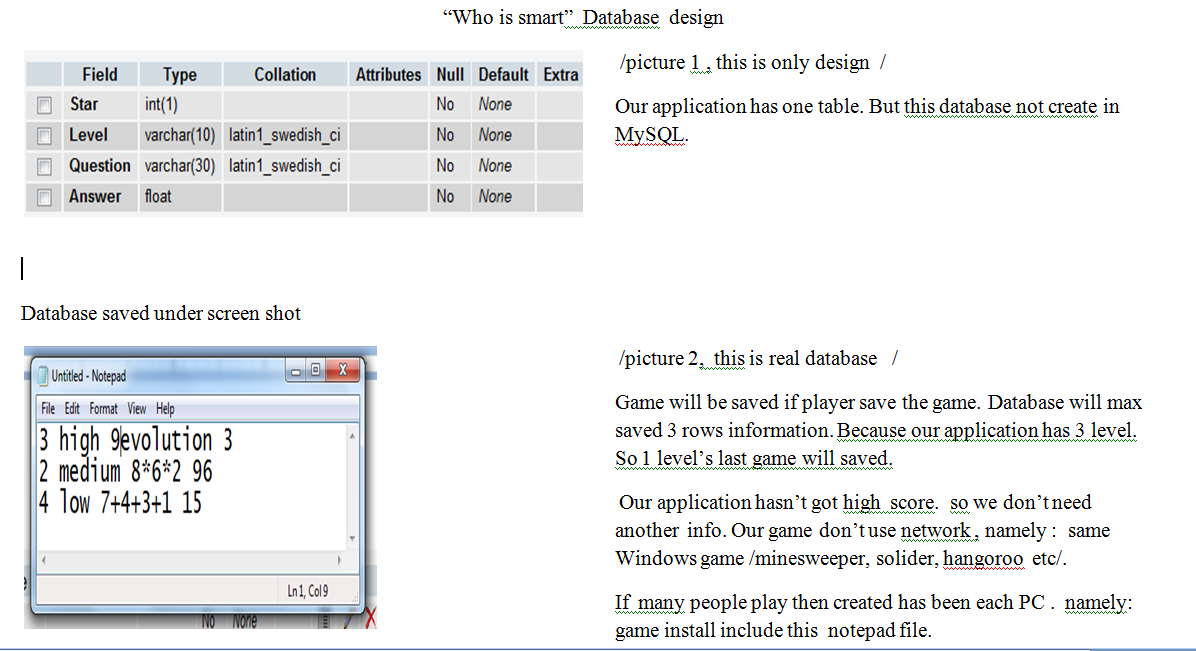 “Who is smart” Database design
Field Type Collation Attributes Null Default Extra
Star int(1) No None
Level varchar(10) latin1_swedish_ci No None
Question varchar(30) latin1_swedish_ci No None
Answer float No None
/picture 1 , this is only design /
Our application has one table. But this database not create in
MySQL.
Database saved under screen shot
Untitled - Notepad
File Edit Format View Help
3 high 9evolution 3
2 medium 8*6*2 96
4 low 7+4+3+1 15
Ln 1, Col 9
No None
/picture 2, this is real database /
Game will be saved if player save the game. Database will max
saved 3 rows information. Because our application has 3 level.
So 1 level’s last game will saved.
Our application hasn’t got high score. so we don’t need
another info. Our game don’t use network , namely : same
Windows game /minesweeper, solider, hangoroo etc/.
If many people play then created has been each PC . namely:
game install include this notepad file.